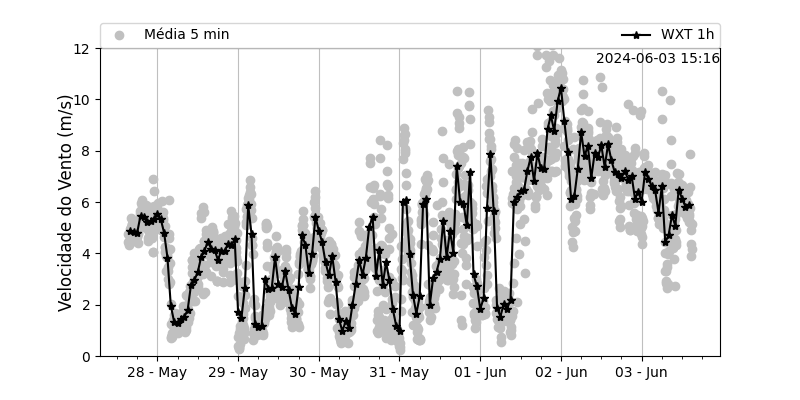 Média 5 min
WXT 1h
2024-06-03 15:16
Velocidade do Vento (m/s)
12
10
8
6
4
2
0
28 - May
29 - May
30 - May
31 - May
01 - Jun
02 - Jun
03 - Jun